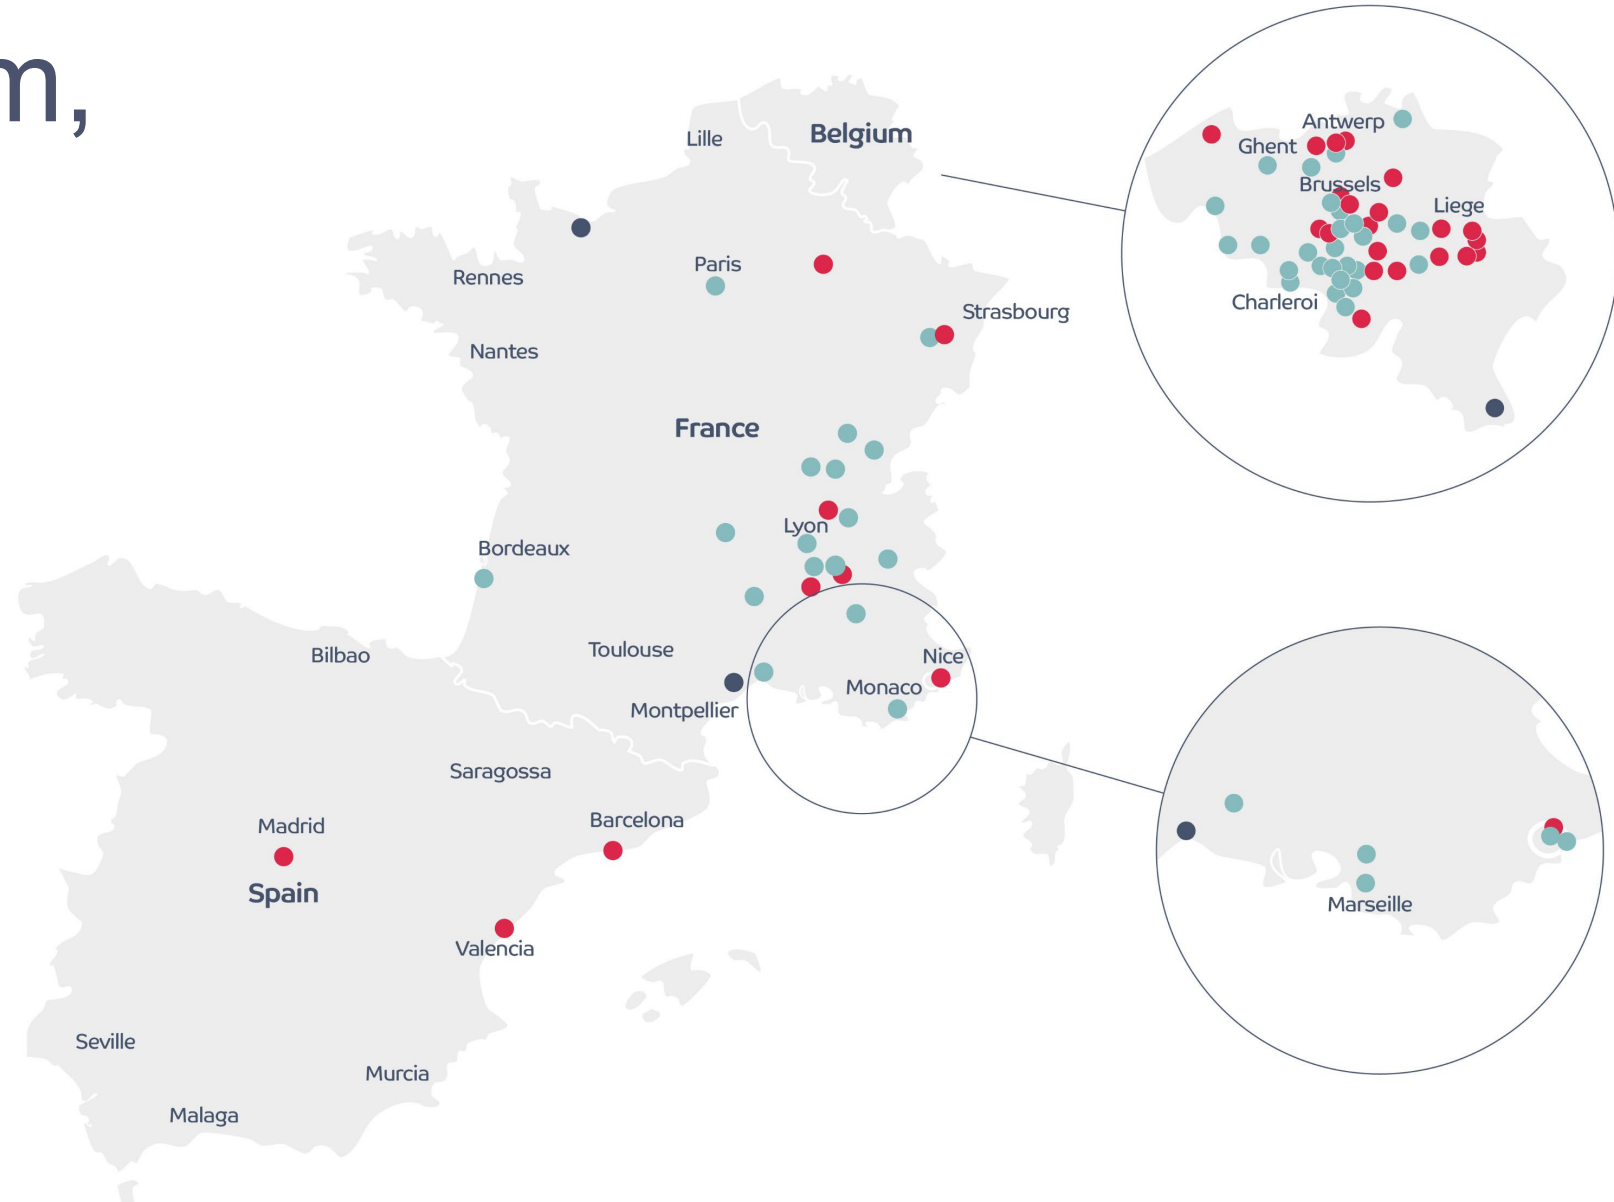 m,
Lille
Belgium
Rennes
Paris
Strasbourg
Nantes
France
Lyon
Bordeaux
Bilbao
Toulouse
Nice
Monaco
Montpellier
Saragossa
Madrid
Barcelona
Spain
Valencia
Seville
Murcia
Malaga
Antwerp
Ghent
Brussels
Liege
Charleroi
Marseille